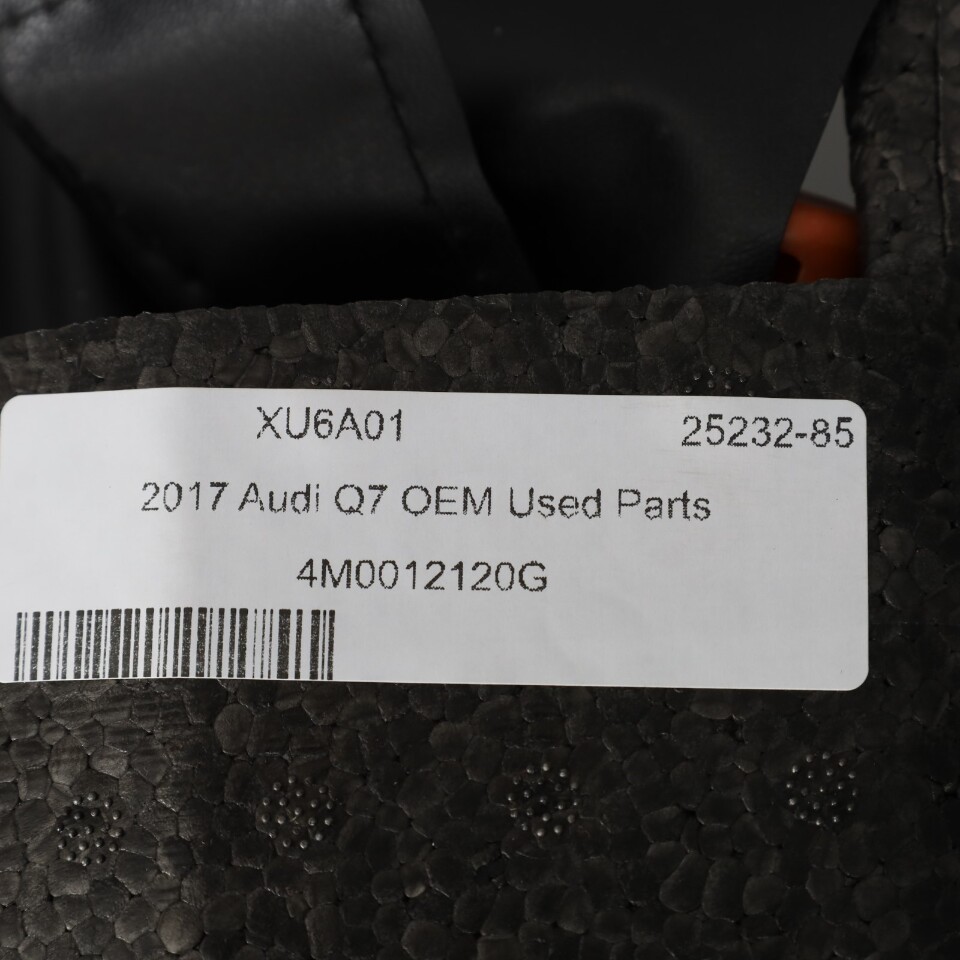 XU6A01 25232-85
2017 Audi Q7 OEM Used Parts
4M0012120G